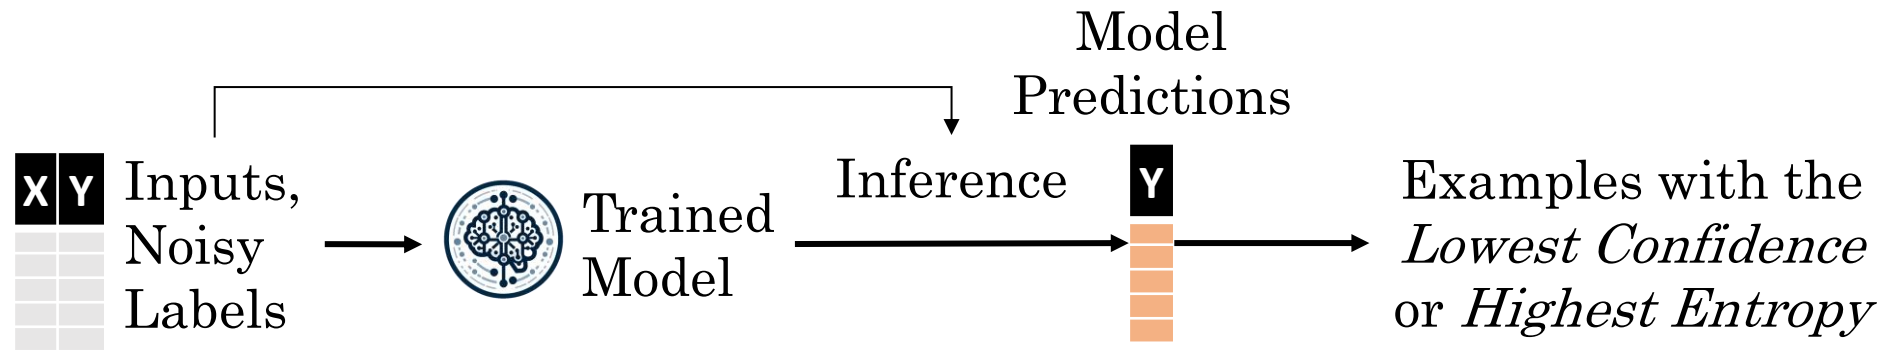 X Y
Inputs,
Noisy
Labels
Trained
Model
Inference
Model
Predictions
Y
Examples with the
Lowest Confidence
or Highest Entropy